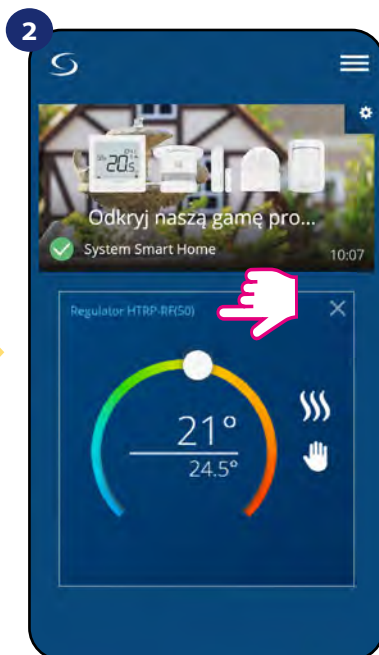 2
20.5
Odkryj naszą gamę pro...
System Smart Home
10:07
Regulator HTRP-RF(50)
21°
24.5°